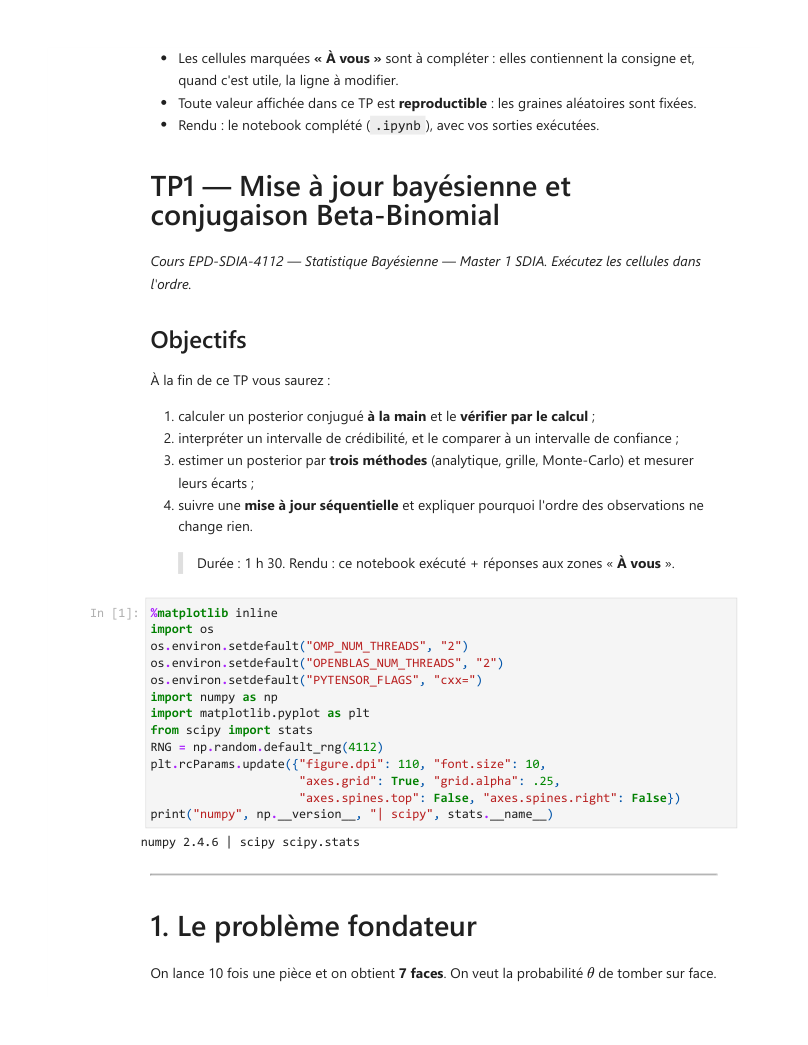 • Les cellules marquées « À vous » sont à compléter : elles contiennent la consigne et,
quand c'est utile, la ligne à modifier.
• Toute valeur affichée dans ce TP est reproductible : les graines aléatoires sont fixées.
• Rendu : le notebook complété ( .ipynb ), avec vos sorties exécutées.
TP1 — Mise à jour bayésienne et
conjugaison Beta-Binomial
Cours EPD-SDIA-4112 — Statistique Bayésienne — Master 1 SDIA. Exécutez les cellules dans
l'ordre.
Objectifs
À la fin de ce TP vous saurez :
1. calculer un posterior conjugué à la main et le vérifier par le calcul ;
2. interpréter un intervalle de crédibilité, et le comparer à un intervalle de confiance ;
3. estimer un posterior par trois méthodes (analytique, grille, Monte-Carlo) et mesurer
leurs écarts ;
4. suivre une mise à jour séquentielle et expliquer pourquoi l'ordre des observations ne
change rien.
Durée : 1 h 30. Rendu : ce notebook exécuté + réponses aux zones « À vous ».
In [1]: %matplotlib inline
import os
os.environ.setdefault("OMP_NUM_THREADS", "2")
os.environ.setdefault("OPENBLAS_NUM_THREADS", "2")
os.environ.setdefault("PYTENSOR_FLAGS", "cxx=")
import numpy as np
import matplotlib.pyplot as plt
from scipy import stats
RNG = np.random.default_rng(4112)
plt.rcParams.update({"figure.dpi": 110, "font.size": 10,
"axes.grid": True, "grid.alpha": .25,
"axes.spines.top": False, "axes.spines.right": False})
print("numpy", np.__version__, "| scipy", stats.__name__)
numpy 2.4.6 | scipy scipy.stats
1. Le problème fondateur
On lance 10 fois une pièce et on obtient 7 faces. On veut la probabilité θ de tomber sur face.